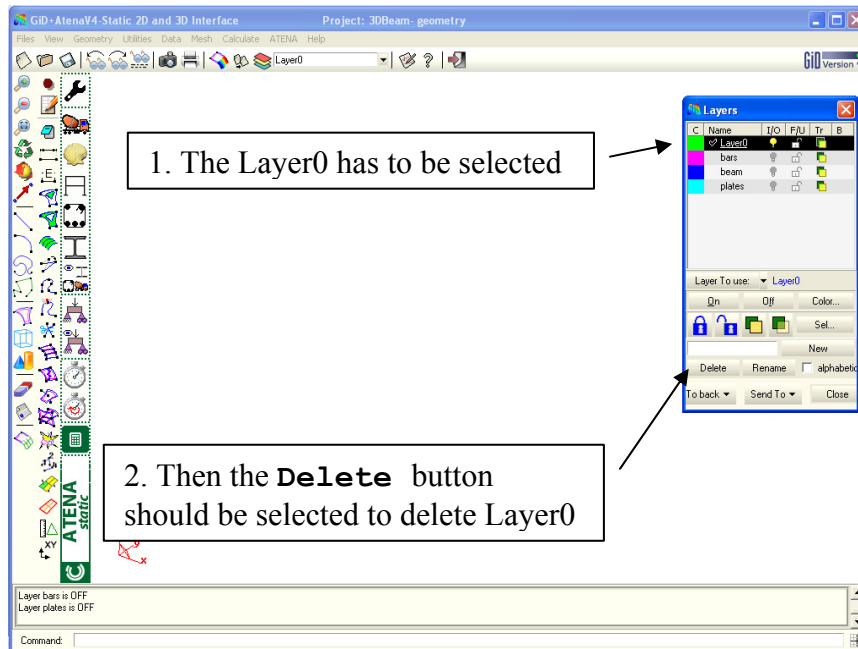 GiD+AtenaV4-Static 2D and 3D Interface Project: 3DBeam- geometry
Files View Geometry Utilities Data Mesh Calculate ATENA Help
Layer0
GiD Version
1. The Layer0 has to be selected
Layers
C Name I/O F/U Tr B
Layer0
bars
beam
plates
Layer To use: Layer0
On Off Color...
Sel...
New
Delete Rename alphabetic
To back Send To Close
2. Then the Delete button
should be selected to delete Layer0
ATENA
static
y
x
Layer bars is OFF
Layer plates is OFF
Command: